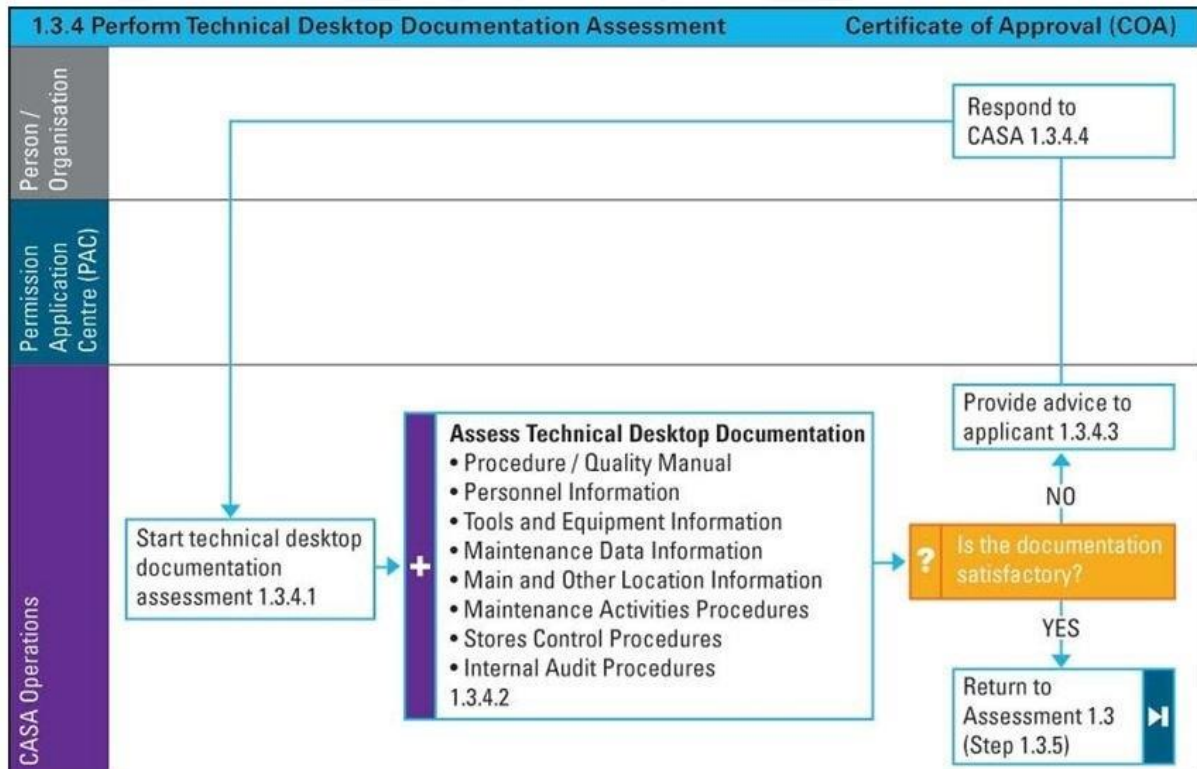 1.3.4 Perform Technical Desktop Documentation Assessment Certificate of Approval (COA)
Person /
Organisation
Respond to
CASA 1.3.4.4
Permission
Application
Centre (PAC)
CASA Operations
Start technical desktop
documentation
assessment 1.3.4.1
+
Assess Technical Desktop Documentation
• Procedure / Quality Manual
• Personnel Information
• Tools and Equipment Information
• Maintenance Data Information
• Main and Other Location Information
• Maintenance Activities Procedures
• Stores Control Procedures
• Internal Audit Procedures
1.3.4.2
Provide advice to
applicant 1.3.4.3
NO
? Is the documentation
satisfactory?
YES
Return to
Assessment 1.3
(Step 1.3.5)